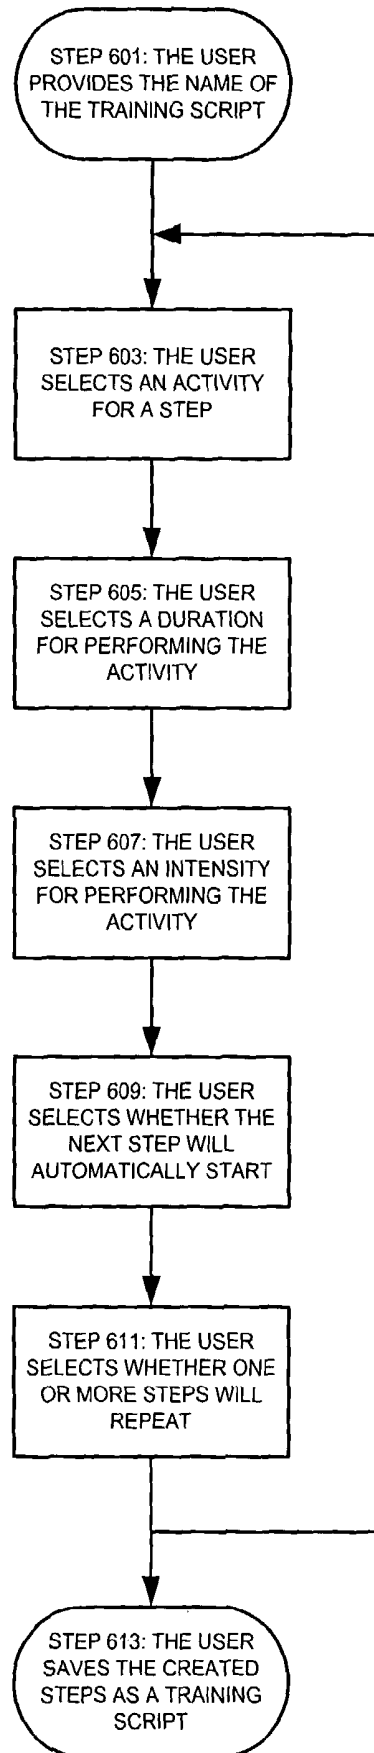 STEP 601: THE USER
PROVIDES THE NAME OF
THE TRAINING SCRIPT
STEP 603: THE USER
SELECTS AN ACTIVITY
FOR A STEP
STEP 605: THE USER
SELECTS A DURATION
FOR PERFORMING THE
ACTIVITY
STEP 607: THE USER
SELECTS AN INTENSITY
FOR PERFORMING THE
ACTIVITY
STEP 609: THE USER
SELECTS WHETHER THE
NEXT STEP WILL
AUTOMATICALLY START
STEP 611: THE USER
SELECTS WHETHER ONE
OR MORE STEPS WILL
REPEAT
STEP 613: THE USER
SAVES THE CREATED
STEPS AS A TRAINING
SCRIPT